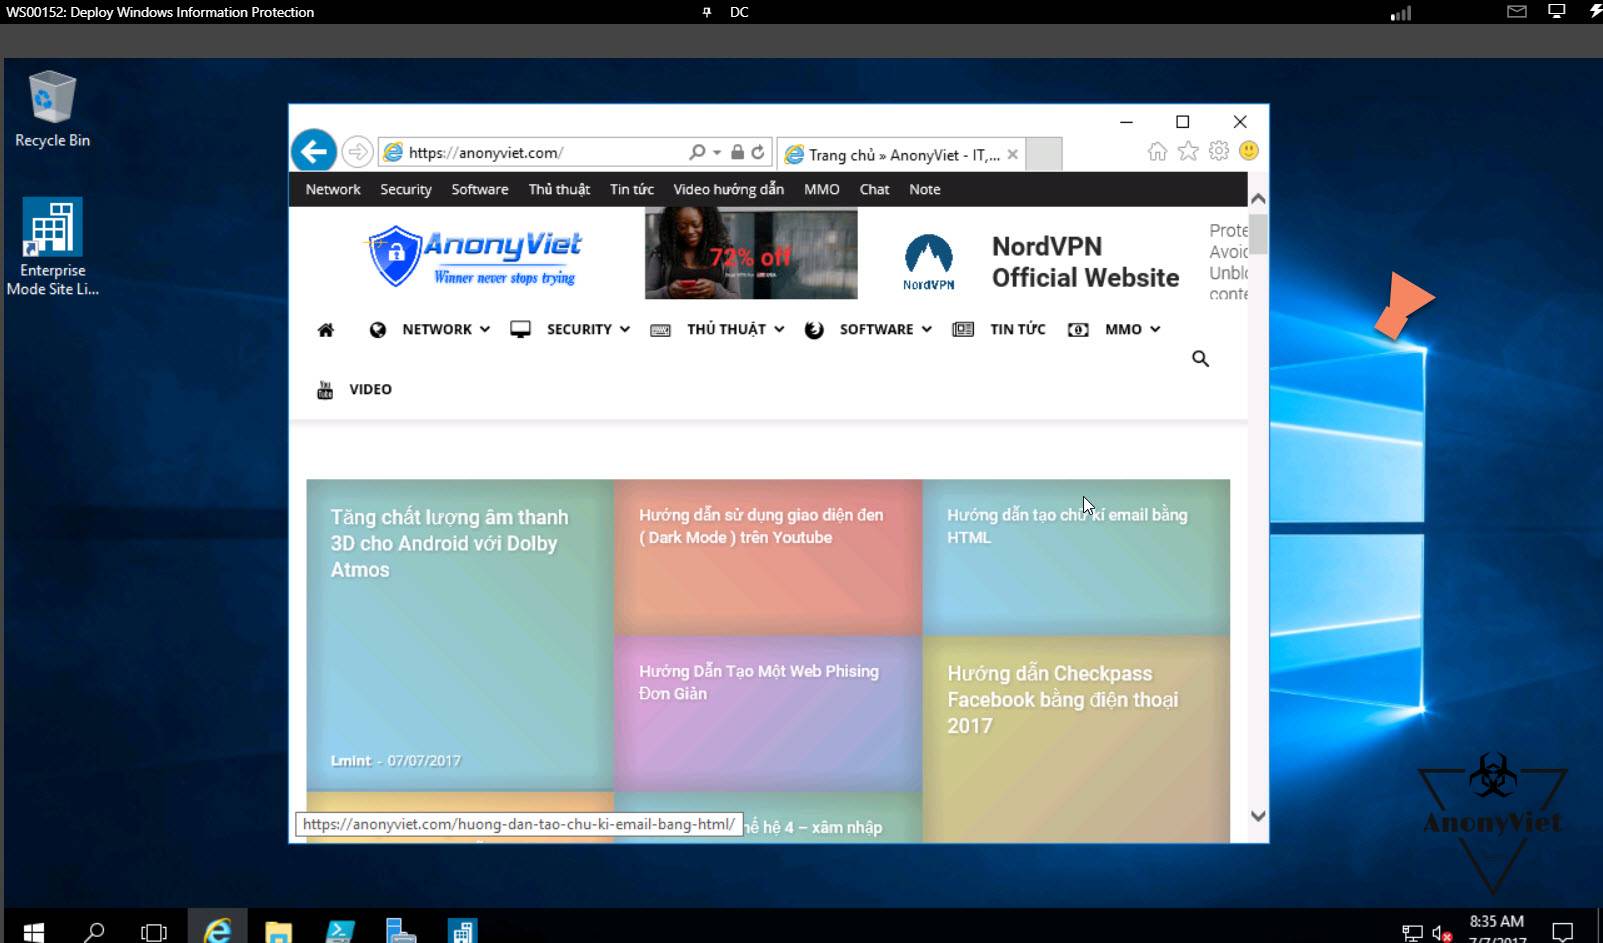 WS00152: Deploy Windows Information Protection
DC
Recycle Bin
Enterprise
Mode Site Li...
https://anonyviet.com/
Trang chủ » AnonyViet - IT,...
Network Security Software Thủ thuật Tin tức Video hướng dẫn MMO Chat Note
AnonyViet
Winner never stops trying
72% off
NordVPN
NordVPN
Official Website
Prote
Avoid
Unblo
conte
NETWORK SECURITY THỦ THUẬT SOFTWARE TIN TỨC MMO
You
Tube
VIDEO
Tăng chất lượng âm thanh
3D cho Android với Dolby
Atmos
Lmint - 07/07/2017
Hướng dẫn sử dụng giao diện đen
( Dark Mode ) trên Youtube
Hướng dẫn tạo chữ kí email bằng
HTML
Hướng Dẫn Tạo Một Web Phising
Đơn Giản
Hướng dẫn Checkpass
Facebook bằng điện thoại
2017
hế hệ 4 – xâm nhập
https://anonyviet.com/huong-dan-tao-chu-ki-email-bang-html/
AnonyViet
8:35 AM
7/7/2017